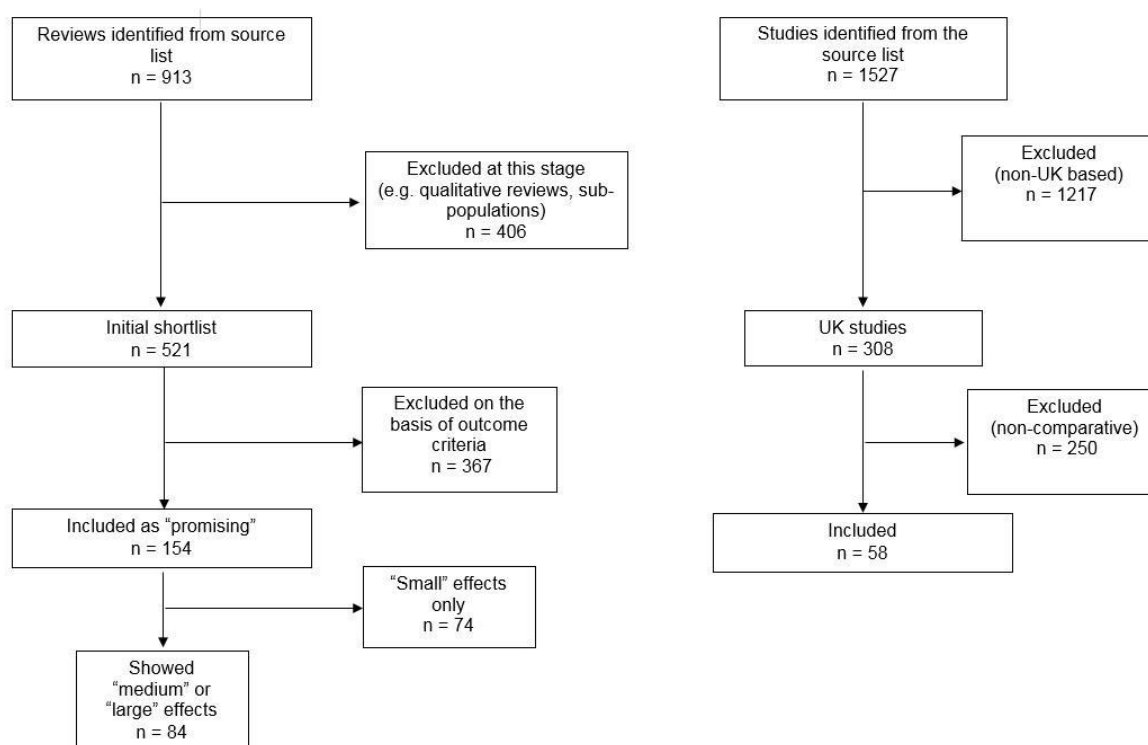 Reviews identified from source
list
n = 913
Excluded at this stage
(e.g. qualitative reviews, sub-
populations)
n = 406
Initial shortlist
n = 521
Excluded on the
basis of outcome
criteria
n = 367
Included as “promising”
n = 154
“Small” effects
only
n = 74
Showed
“medium” or
“large” effects
n = 84
Studies identified from the
source list
n = 1527
Excluded
(non-UK based)
n = 1217
UK studies
n = 308
Excluded
(non-comparative)
n = 250
Included
n = 58